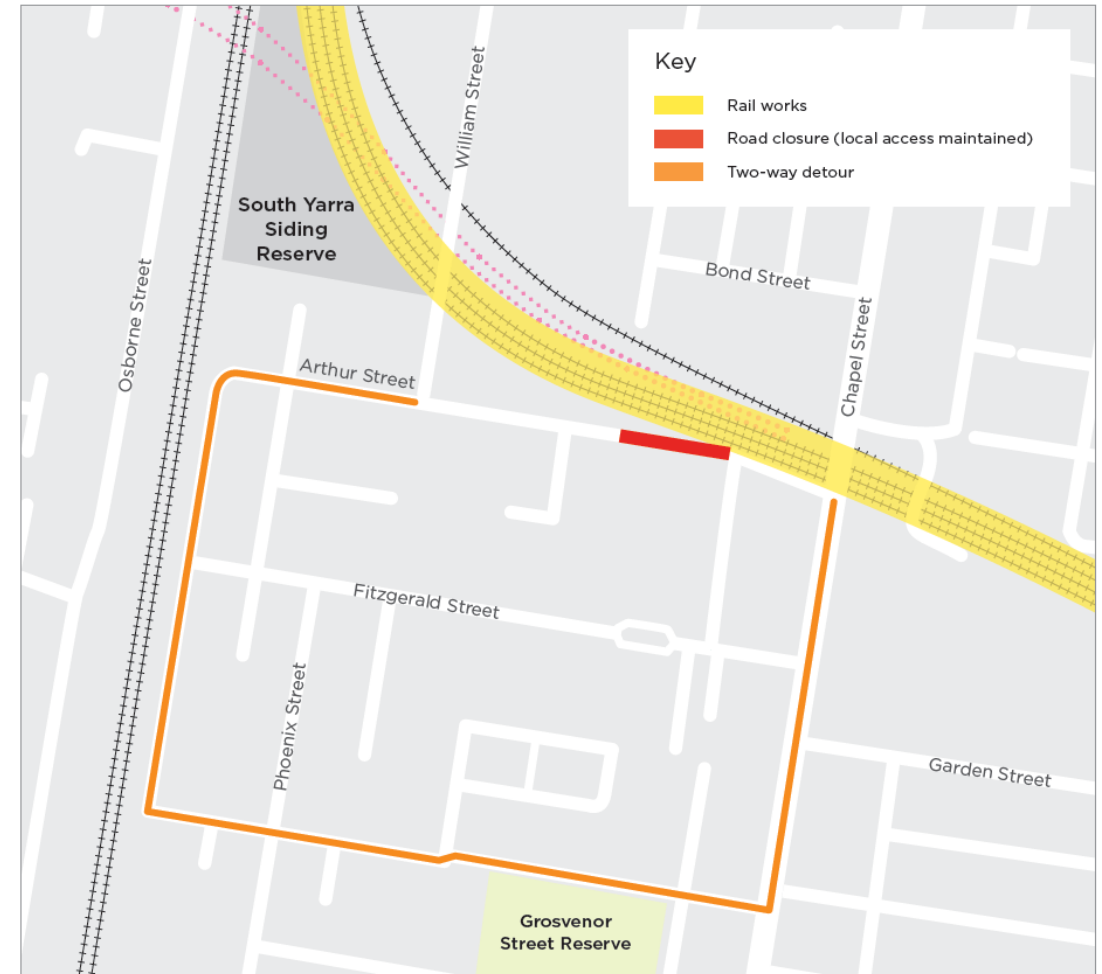 William Street
Key
Rail works
Road closure (local access maintained)
Two-way detour
South Yarra
Siding
Reserve
Osborne Street
Bond Street
Chapel Street
Arthur Street
Fitzgerald Street
Phoenix Street
Garden Street
Grosvenor
Street Reserve